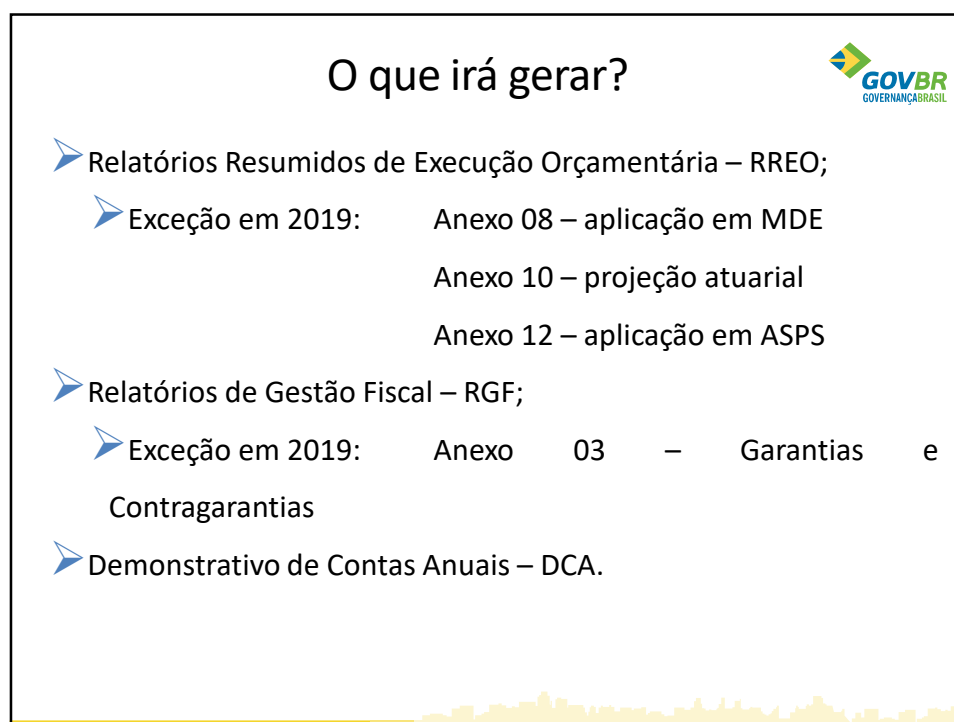 O que irá gerar?
GOVBR
GOVERNANÇABRASIL
➢Relatórios Resumidos de Execução Orçamentária – RREO;
➢Exceção em 2019: Anexo 08 – aplicação em MDE
Anexo 10 – projeção atuarial
Anexo 12 – aplicação em ASPS
➢Relatórios de Gestão Fiscal – RGF;
➢Exceção em 2019: Anexo 03 – Garantias e
Contragarantias
➢Demonstrativo de Contas Anuais – DCA.